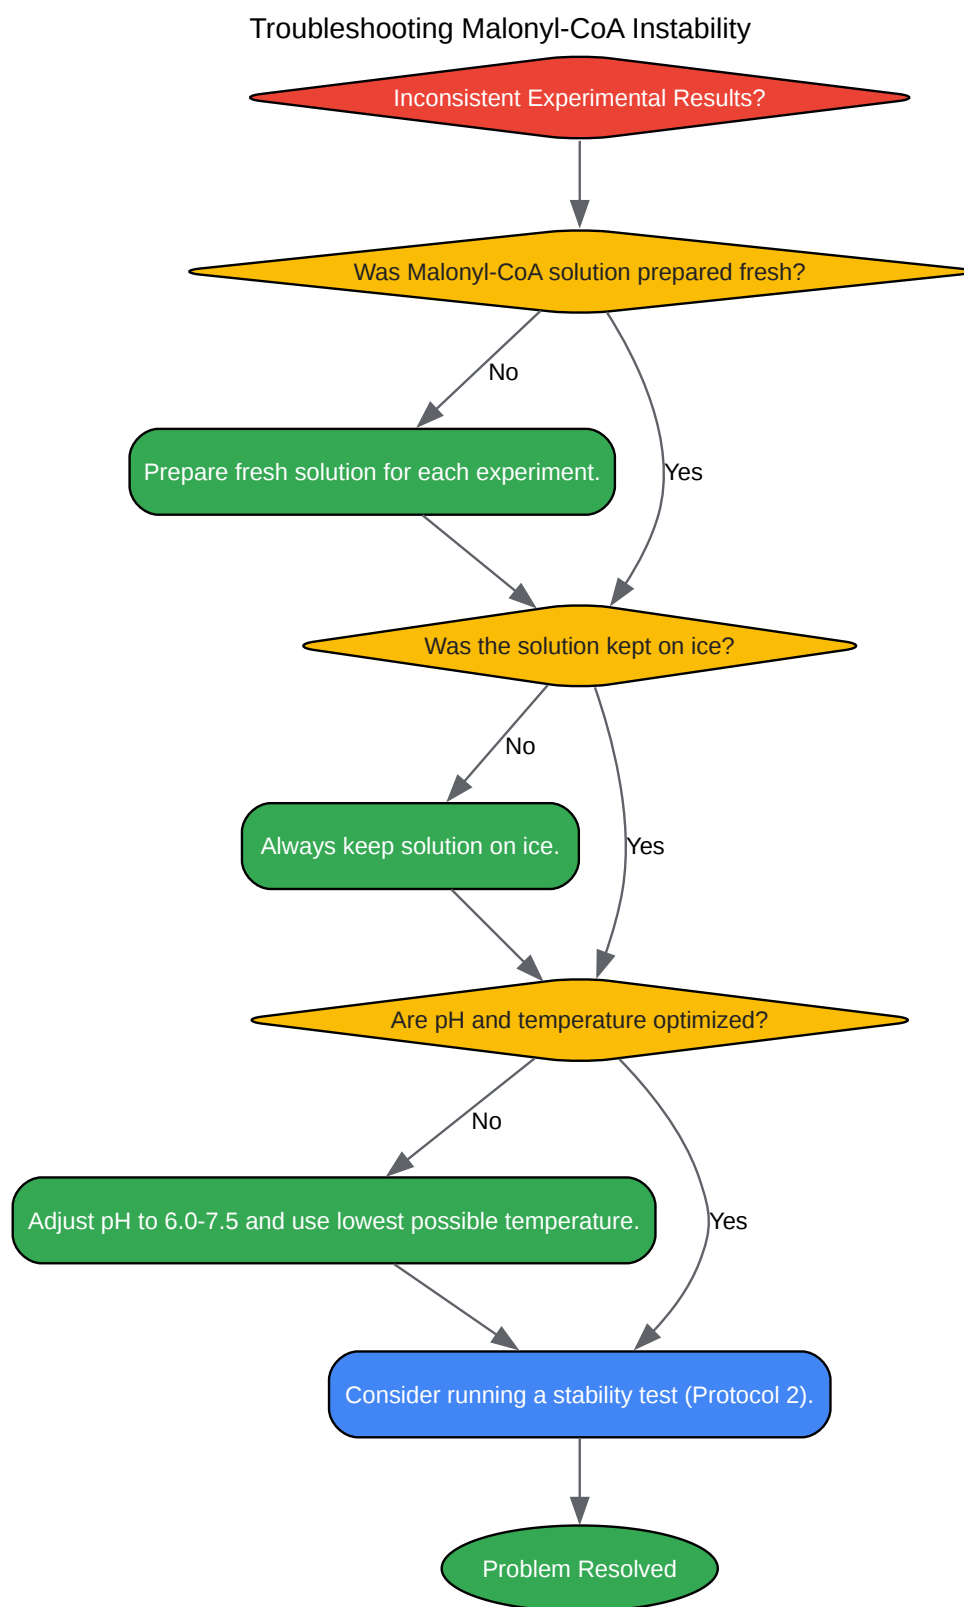 Troubleshooting Malonyl-CoA Instability
Inconsistent Experimental Results?
Was Malonyl-CoA solution prepared fresh?
No
Prepare fresh solution for each experiment.
Yes
Was the solution kept on ice?
No
Always keep solution on ice.
Yes
Are pH and temperature optimized?
No
Adjust pH to 6.0-7.5 and use lowest possible temperature.
Yes
Consider running a stability test (Protocol 2).
Problem Resolved